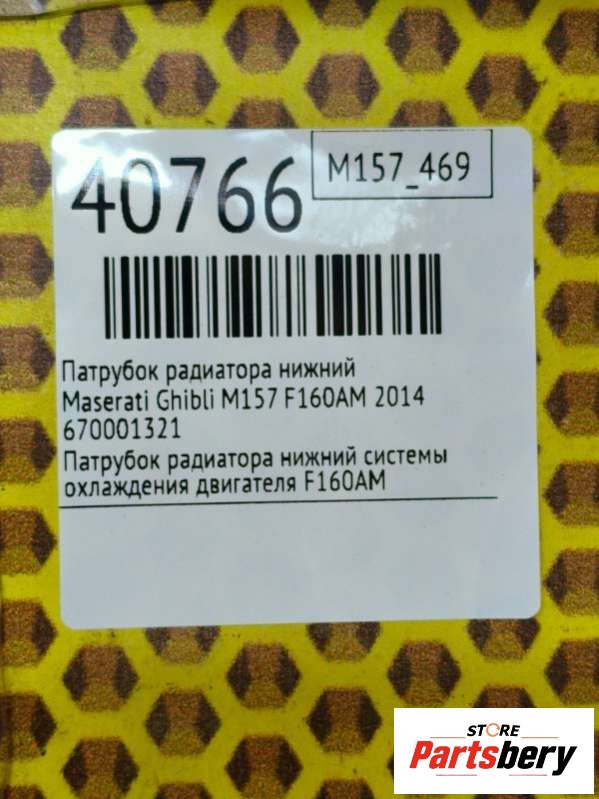 40766
M157_469
Патрубок радиатора нижний
Maserati Ghibli M157 F160AM 2014
670001321
Патрубок радиатора нижний системы
охлаждения двигателя F160AM
STORE
Partsbery